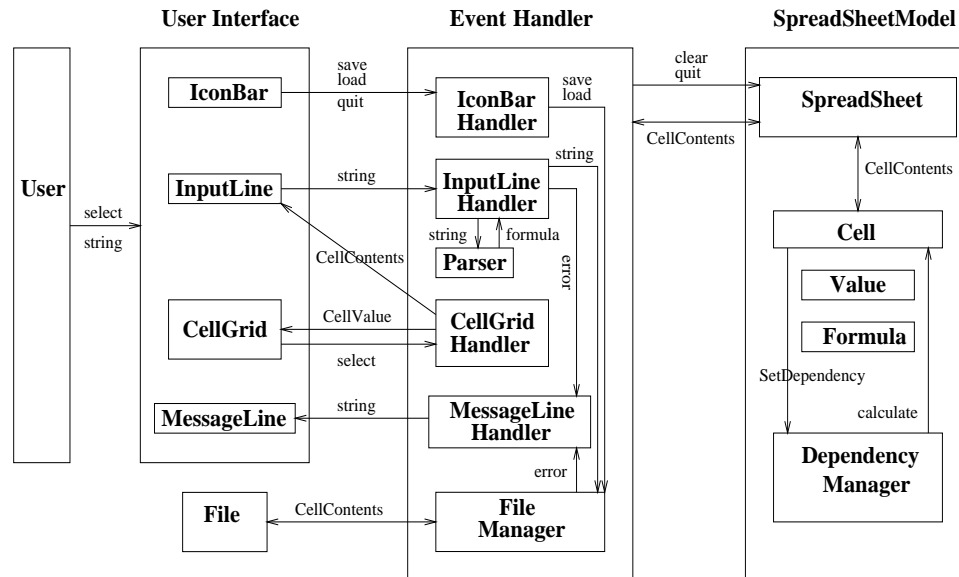 User Interface
Event Handler
SpreadSheetModel
User
select
string
IconBar
save
load
quit
IconBar
Handler
save
load
clear
quit
CellContents
SpreadSheet
InputLine
string
InputLine
Handler
string
string
formula
Parser
error
CellContents
CellContents
Cell
Value
Formula
CellGrid
CellValue
select
CellGrid
Handler
SetDependency
calculate
MessageLine
string
MessageLine
Handler
error
Dependency
Manager
File
CellContents
File
Manager